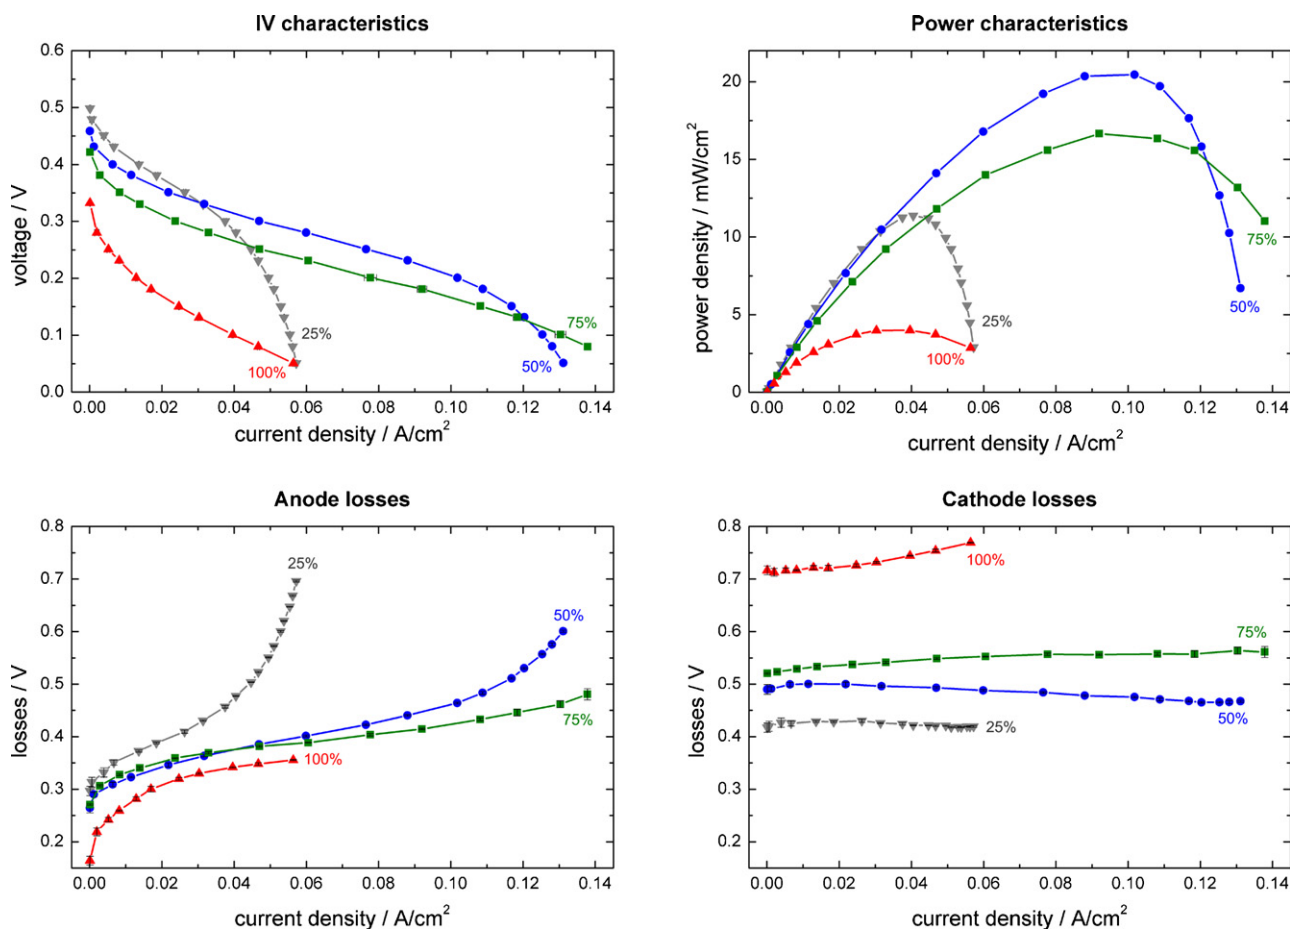 IV characteristics
0.6
0.5
0.4
0.3
0.2
0.1
0.0
voltage / V
75%
25%
100%
50%
0.00 0.02 0.04 0.06 0.08 0.10 0.12 0.14
current density / A/cm²
Power characteristics
20
15
10
5
0
power density / mW/cm²
75%
50%
25%
100%
0.00 0.02 0.04 0.06 0.08 0.10 0.12 0.14
current density / A/cm²
Anode losses
0.8
0.7
0.6
0.5
0.4
0.3
0.2
losses / V
25%
50%
75%
100%
0.00 0.02 0.04 0.06 0.08 0.10 0.12 0.14
current density / A/cm²
Cathode losses
0.8
0.7
0.6
0.5
0.4
0.3
0.2
losses / V
100%
75%
50%
25%
0.00 0.02 0.04 0.06 0.08 0.10 0.12 0.14
current density / A/cm²